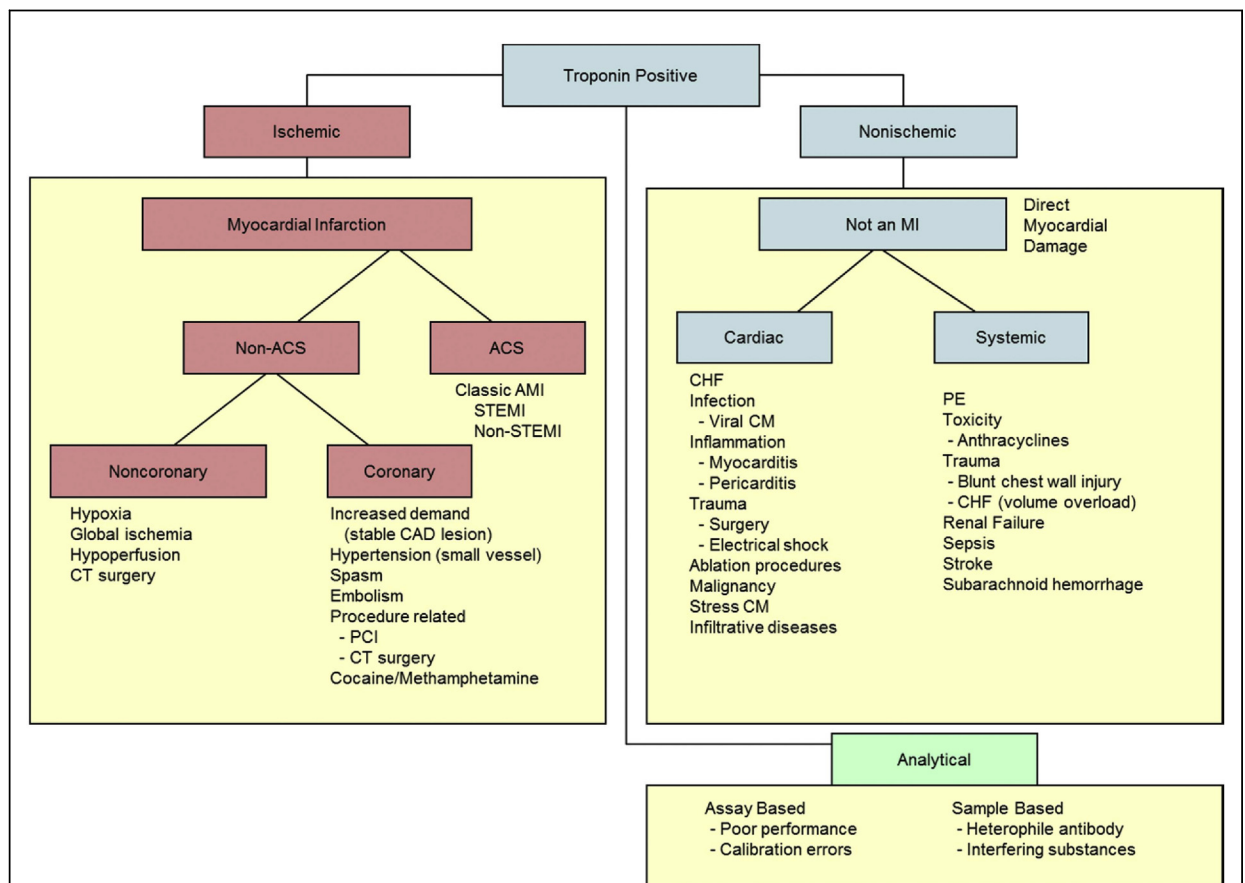 Troponin Positive
Ischemic
Nonischemic
Myocardial Infarction
Not an MI
Direct
Myocardial
Damage
Non-ACS
ACS
Classic AMI
STEMI
Non-STEMI
Noncoronary
Hypoxia
Global ischemia
Hypoperfusion
CT surgery
Coronary
Increased demand
(stable CAD lesion)
Hypertension (small vessel)
Spasm
Embolism
Procedure related
- PCI
- CT surgery
Cocaine/Methamphetamine
Cardiac
CHF
Infection
- Viral CM
Inflammation
- Myocarditis
- Pericarditis
Trauma
- Surgery
- Electrical shock
Ablation procedures
Malignancy
Stress CM
Infiltrative diseases
Systemic
PE
Toxicity
- Anthracyclines
Trauma
- Blunt chest wall injury
- CHF (volume overload)
Renal Failure
Sepsis
Stroke
Subarachnoid hemorrhage
Analytical
Assay Based
- Poor performance
- Calibration errors
Sample Based
- Heterophile antibody
- Interfering substances